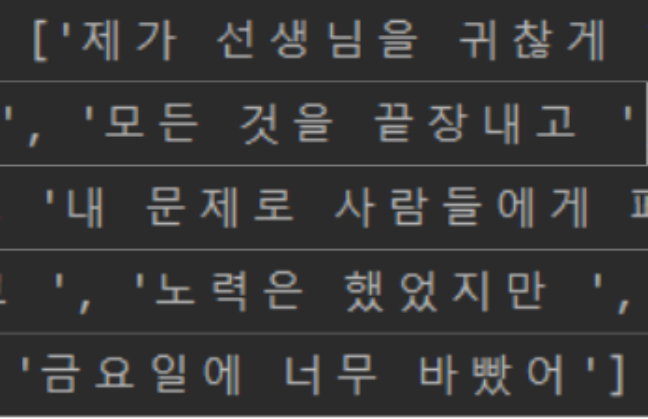 ['제가 선생님을 귀찮게
', '모든 것을 끝장내고 '
'내 문제로 사람들에게
', '노력은 했었지만 ',
'금요일에 너무 바빴어']